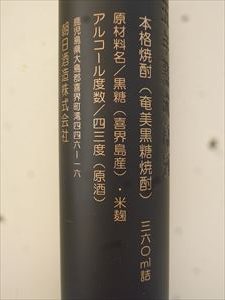 本格焼酎（奄美黒糖焼酎） 三六〇ml詰
原材料名／黒糖（喜界島産）・米麹
アルコール度数／四三度（原酒）
鹿児島県大島郡喜界町湾四四六ー一六
朝日酒造株式会社